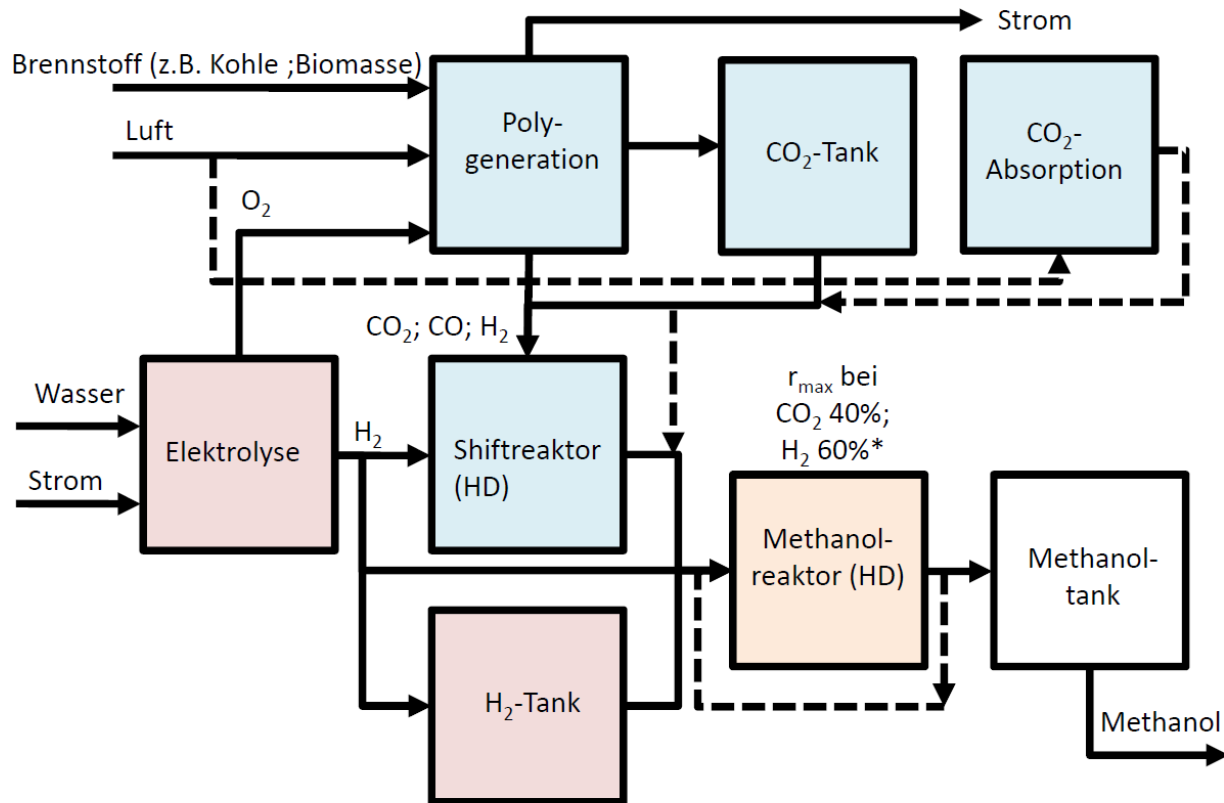 Strom
Brennstoff (z.B. Kohle ;Biomasse)
Luft
O₂
Poly-
generation
CO₂-Tank
CO₂-
Absorption
CO₂; CO; H₂
Wasser
Strom
Elektrolyse
H₂
Shiftreaktor
(HD)
r_max bei
CO₂ 40%;
H₂ 60%*
Methanol-
reaktor (HD)
Methanol-
tank
H₂-Tank
Methanol